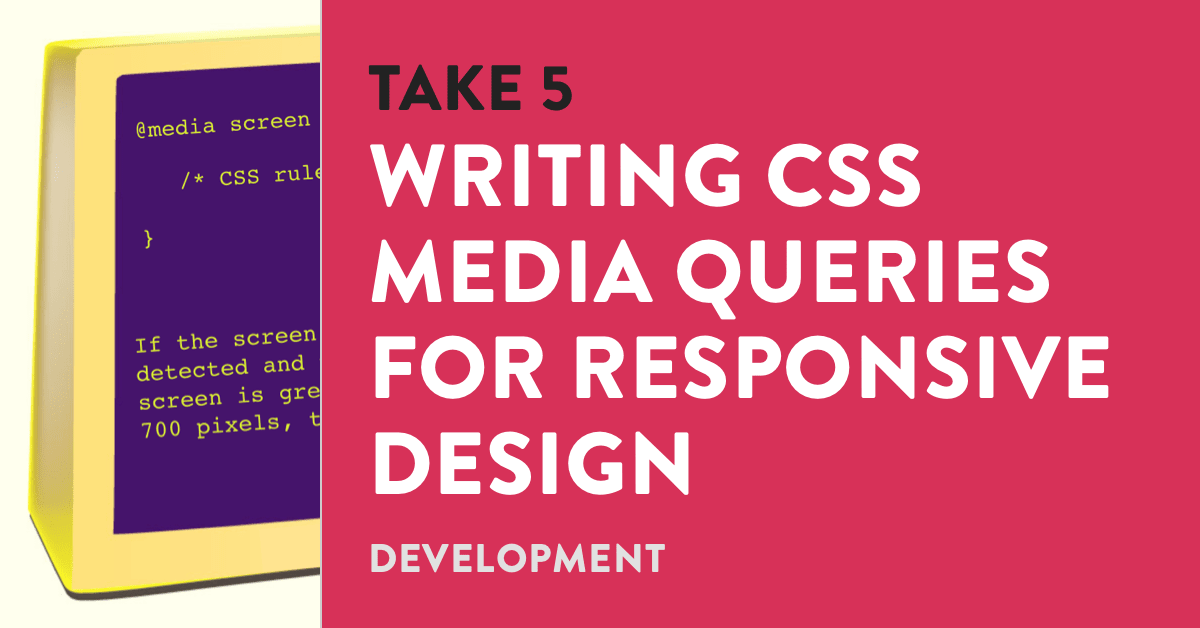 @media screen
/* CSS rule
}
If the screen
detected and
screen is gre
700 pixels, t
TAKE 5
WRITING CSS
MEDIA QUERIES
FOR RESPONSIVE
DESIGN
DEVELOPMENT